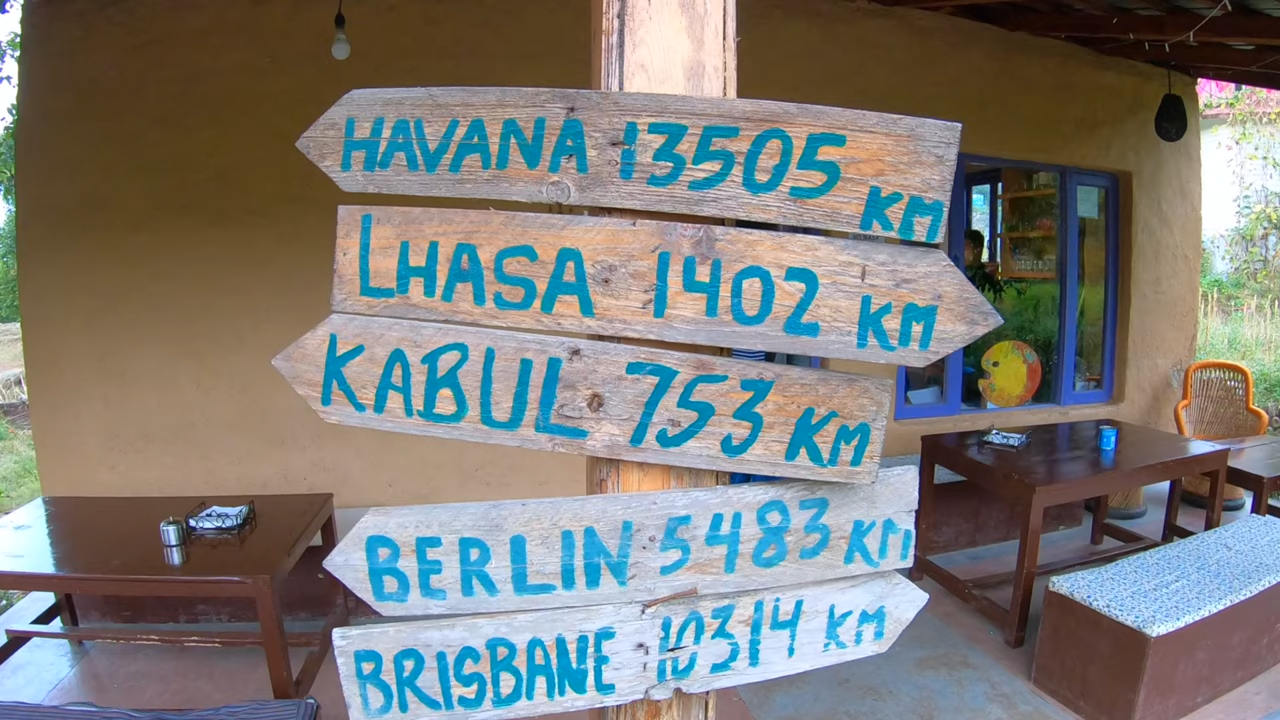 HAVANA 13505 KM
LHASA 1402 KM
KABUL 753 KM
BERLIN 5483 KM
BRISBANE 10314 KM